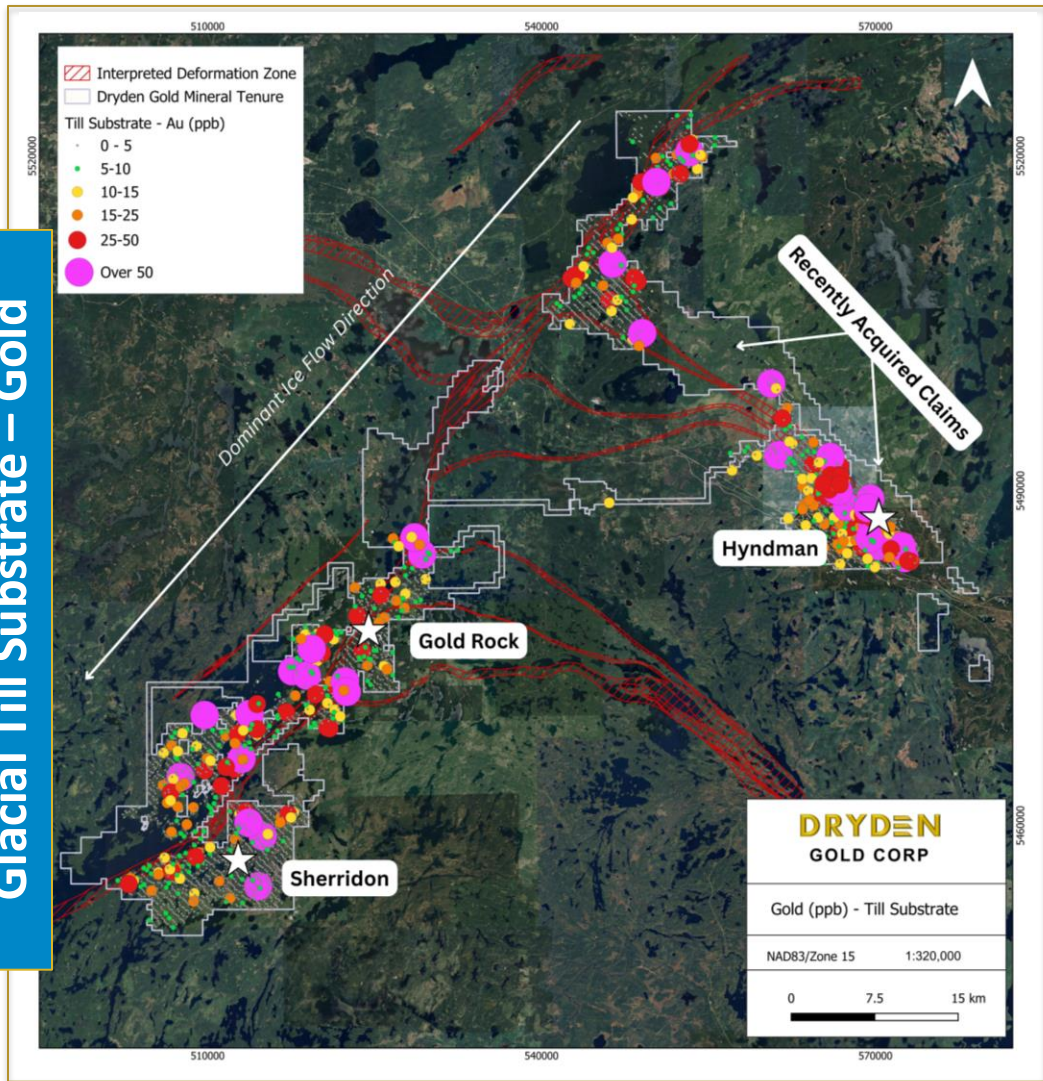 Glacial Till Substrate – Gold
510000
540000
570000
5520000
5490000
5460000
Interpreted Deformation Zone
Dryden Gold Mineral Tenure
Till Substrate - Au (ppb)
0 - 5
5-10
10-15
15-25
25-50
Over 50
5520000
5490000
5460000
Dominant Ice Flow Direction
Recently Acquired Claims
Hyndman
Gold Rock
Sherridon
DRYDEN
GOLD CORP
Gold (ppb) - Till Substrate
NAD83/Zone 15 1:320,000
0 7.5 15 km
510000
540000
570000